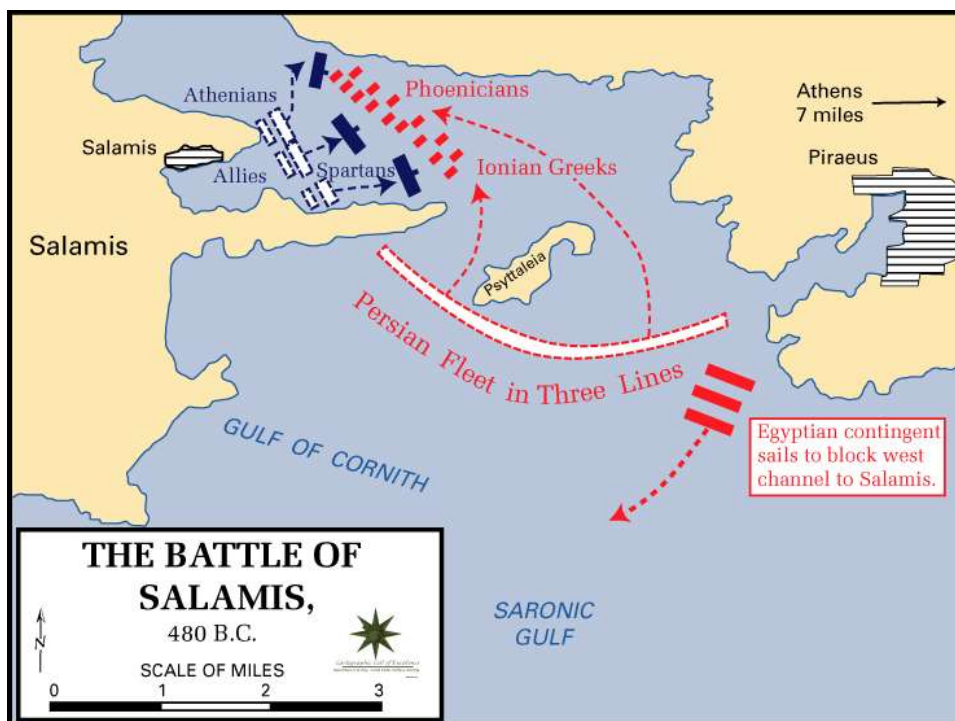 Athenians
Phoenicians
Athens
7 miles
Salamis
Piraeus
Allies
Spartans
Ionian Greeks
Salamis
Psyttaleia
Persian Fleet in Three Lines
GULF OF CORNITH
Egyptian contingent
sails to block west
channel to Salamis.
THE BATTLE OF
SALAMIS,
480 B.C.
N
SCALE OF MILES
0 1 2 3
SARONIC
GULF